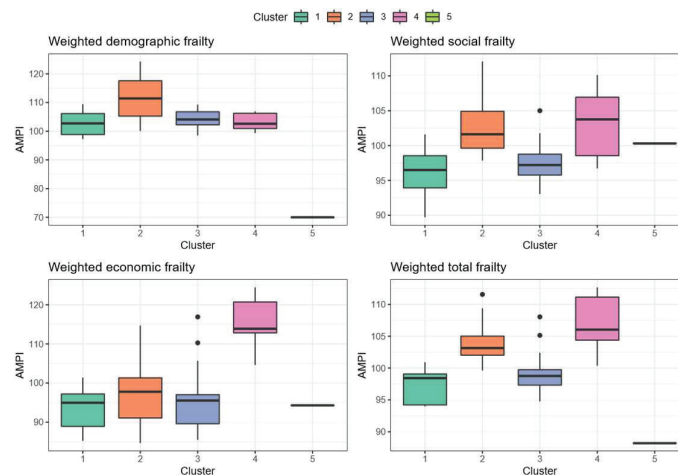 Cluster 1 2 3 4 5
Weighted demographic frailty
AMPI
120
110
100
90
80
70
1 2 3 4 5
Cluster
Weighted social frailty
AMPI
110
105
100
95
90
1 2 3 4 5
Cluster
Weighted economic frailty
AMPI
120
110
100
90
1 2 3 4 5
Cluster
Weighted total frailty
AMPI
110
105
100
95
90
1 2 3 4 5
Cluster